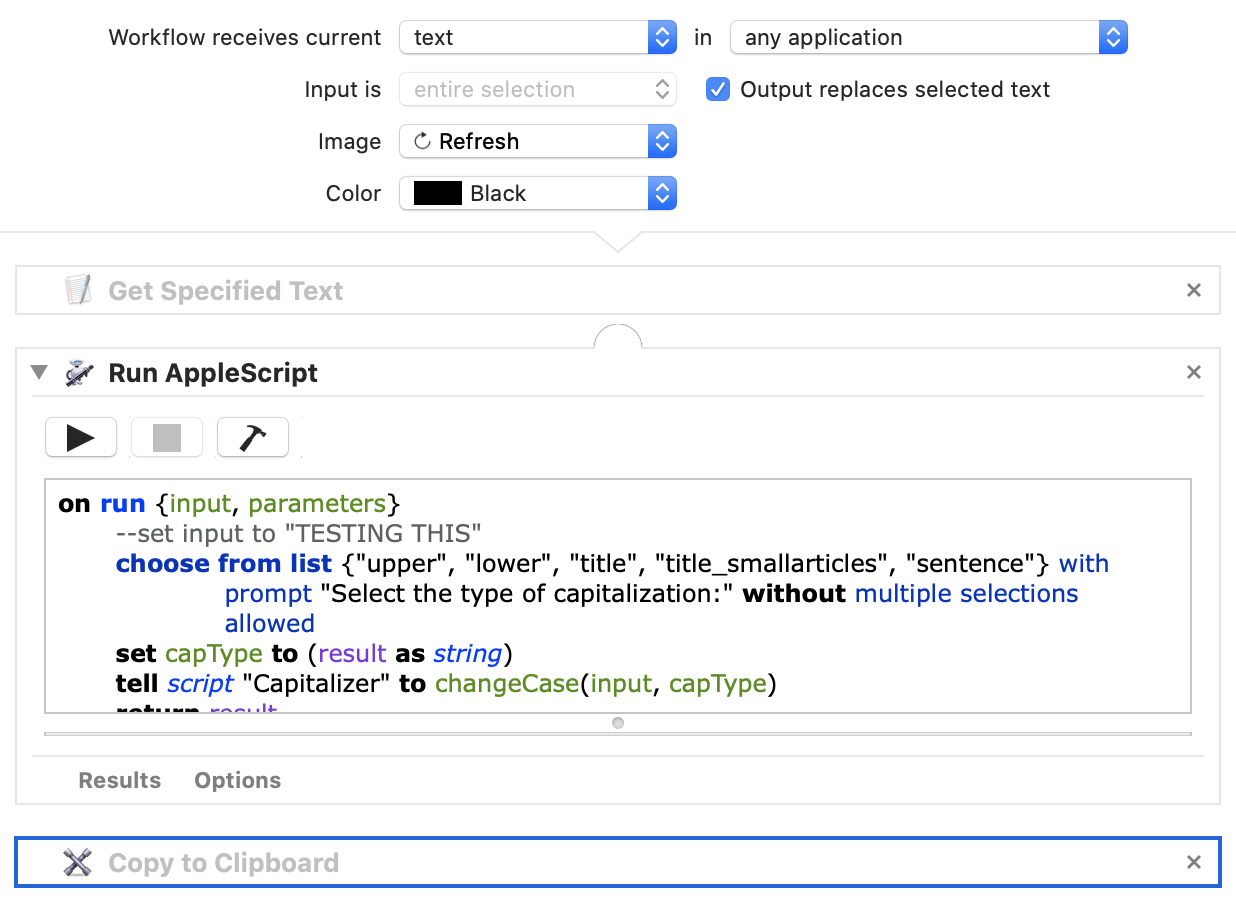 Workflow receives current text in any application
Input is entire selection Output replaces selected text
Image Refresh
Color Black
Get Specified Text
Run AppleScript
on run {input, parameters}
--set input to "TESTING THIS"
choose from list {"upper", "lower", "title", "title_smallarticles", "sentence"} with
prompt "Select the type of capitalization:" without multiple selections
allowed
set capType to (result as string)
tell script "Capitalizer" to changeCase(input, capType)
return result
Results Options
Copy to Clipboard